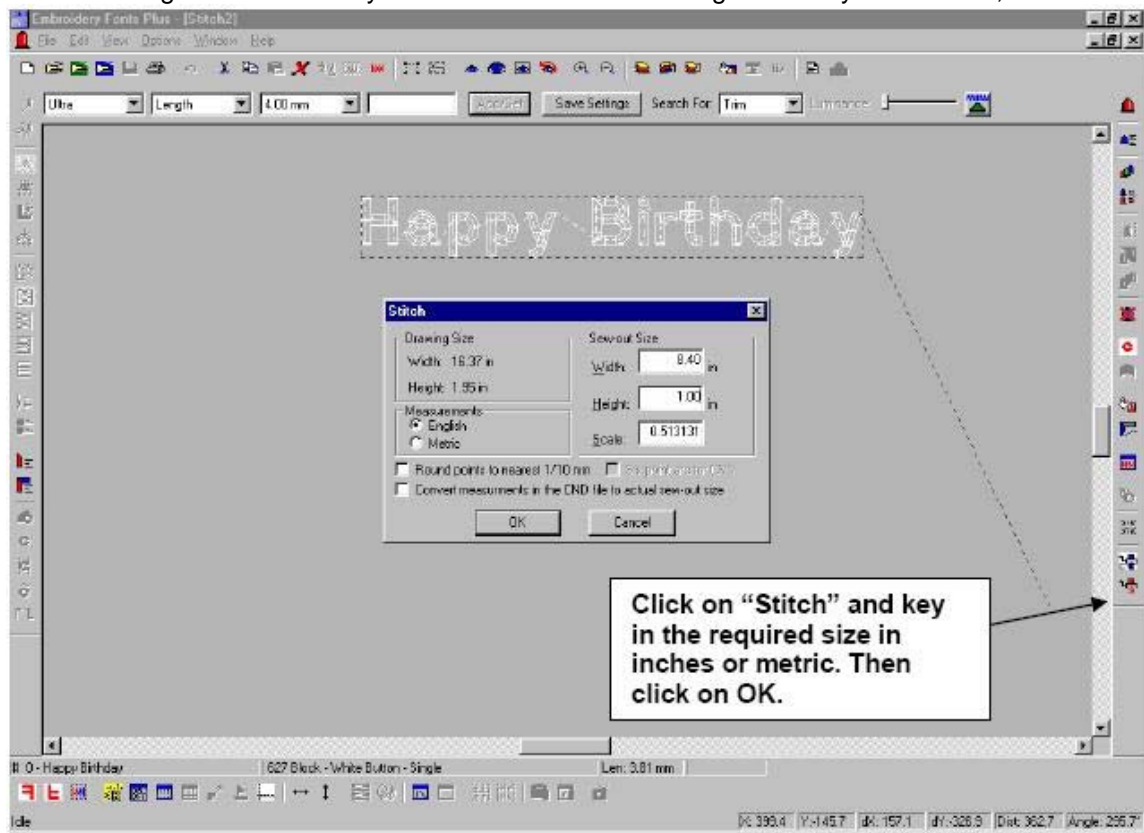 Embroidery Fonts Plus - [Stitch2]
File Edit View Options Window Help
Ultra Length 4.00 mm Add/Set Save Settings Search For: Trim Luminance:
Happy Birthday
Stitch
Drawing Size
Width: 16.37 in
Height: 1.95 in
Sew-out Size
Width: 8.40 in
Height: 1.00 in
Scale: 0.513131
Measurements
English
Metric
Round points to nearest 1/10 mm
Convert measurments in the CND file to actual sew-out size
OK Cancel
Click on “Stitch” and key
in the required size in
inches or metric. Then
click on OK.
# 0 - Happy Birthday 627 Block - White Button - Single Len: 3.81 mm
Idle X: 399.4 Y:-145.7 dX: 157.1 dY:-326.9 Dist: 362.7 Angle: 295.7